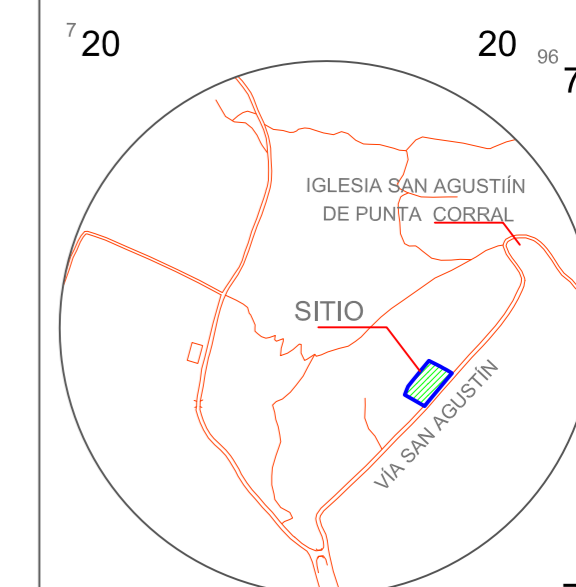 7 20
20
96 7
IGLESIA SAN AGUSTIÍN
DE PUNTA CORRAL
SITIO
VÍA SAN AGUSTÍN